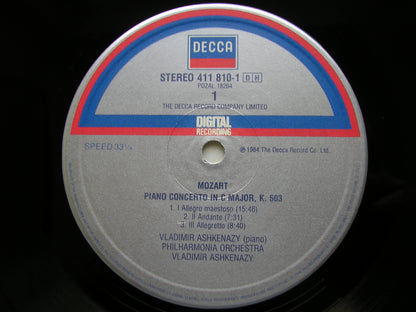 DECCA
STEREO 411 810-1 DH
POZAL 18264
1
THE DECCA RECORD COMPANY LIMITED
DIGITAL
RECORDING
SPEED 33⅓
℗ 1984 The Decca Record Co. Ltd.
MOZART
PIANO CONCERTO IN C MAJOR, K. 503
1. I Allegro maestoso (15:46)
2. II Andante (7:31)
3. III Allegretto (8:40)
VLADIMIR ASHKENAZY (piano)
PHILHARMONIA ORCHESTRA
VLADIMIR ASHKENAZY